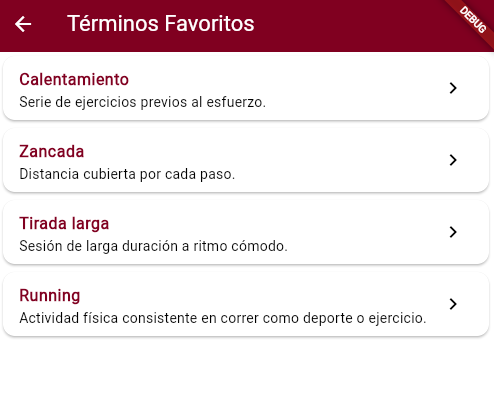 Términos Favoritos
DEBUG
Calentamiento
Serie de ejercicios previos al esfuerzo.
Zancada
Distancia cubierta por cada paso.
Tirada larga
Sesión de larga duración a ritmo cómodo.
Running
Actividad física consistente en correr como deporte o ejercicio.